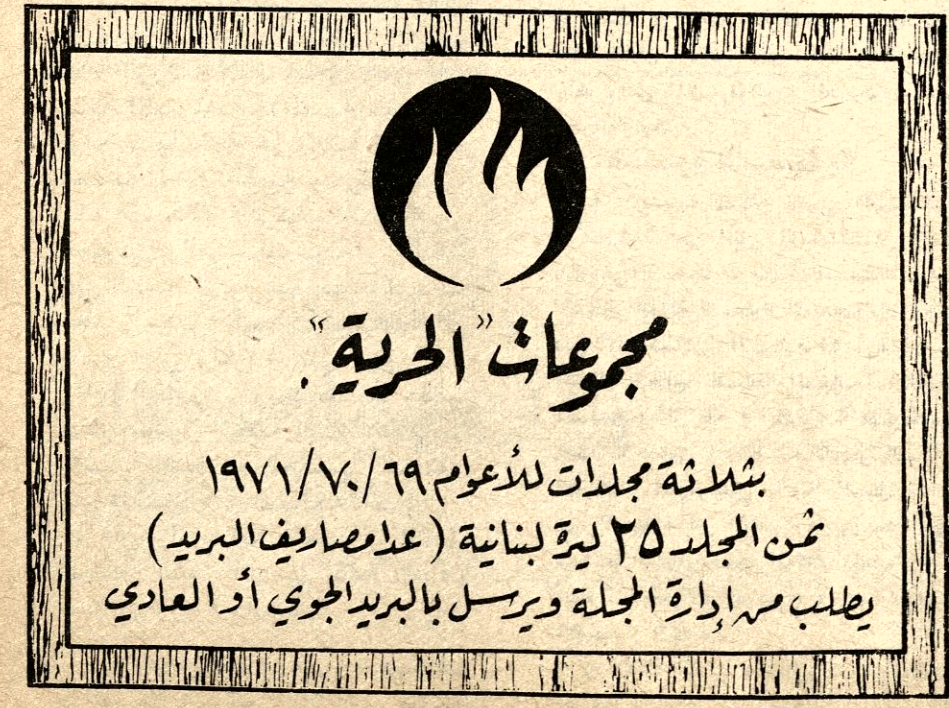 مجموعات "الحرية".
بثلاثة مجلدات للأعوام ٦٩/٧٠/١٩٧١
ثمن المجلد ٢٥ ليرة لبنانية (عدا مصاريف البريد)
يطلب من إدارة المجلة ويرسل بالبريد الجوي أو العادي